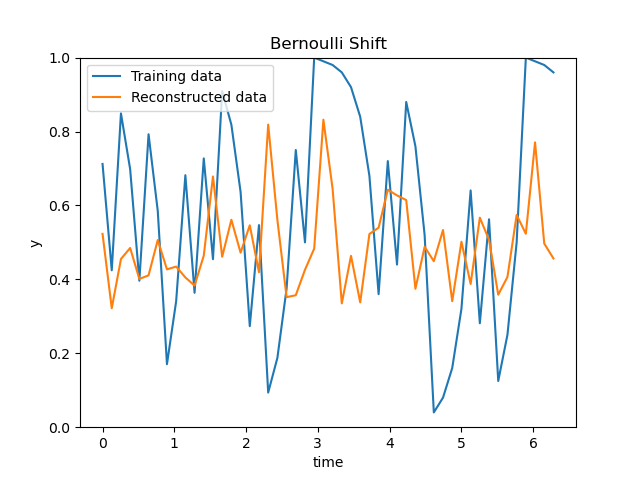 Bernoulli Shift
Training data
Reconstructed data
1.0
0.8
0.6
0.4
0.2
0.0
y
0 1 2 3 4 5 6
time